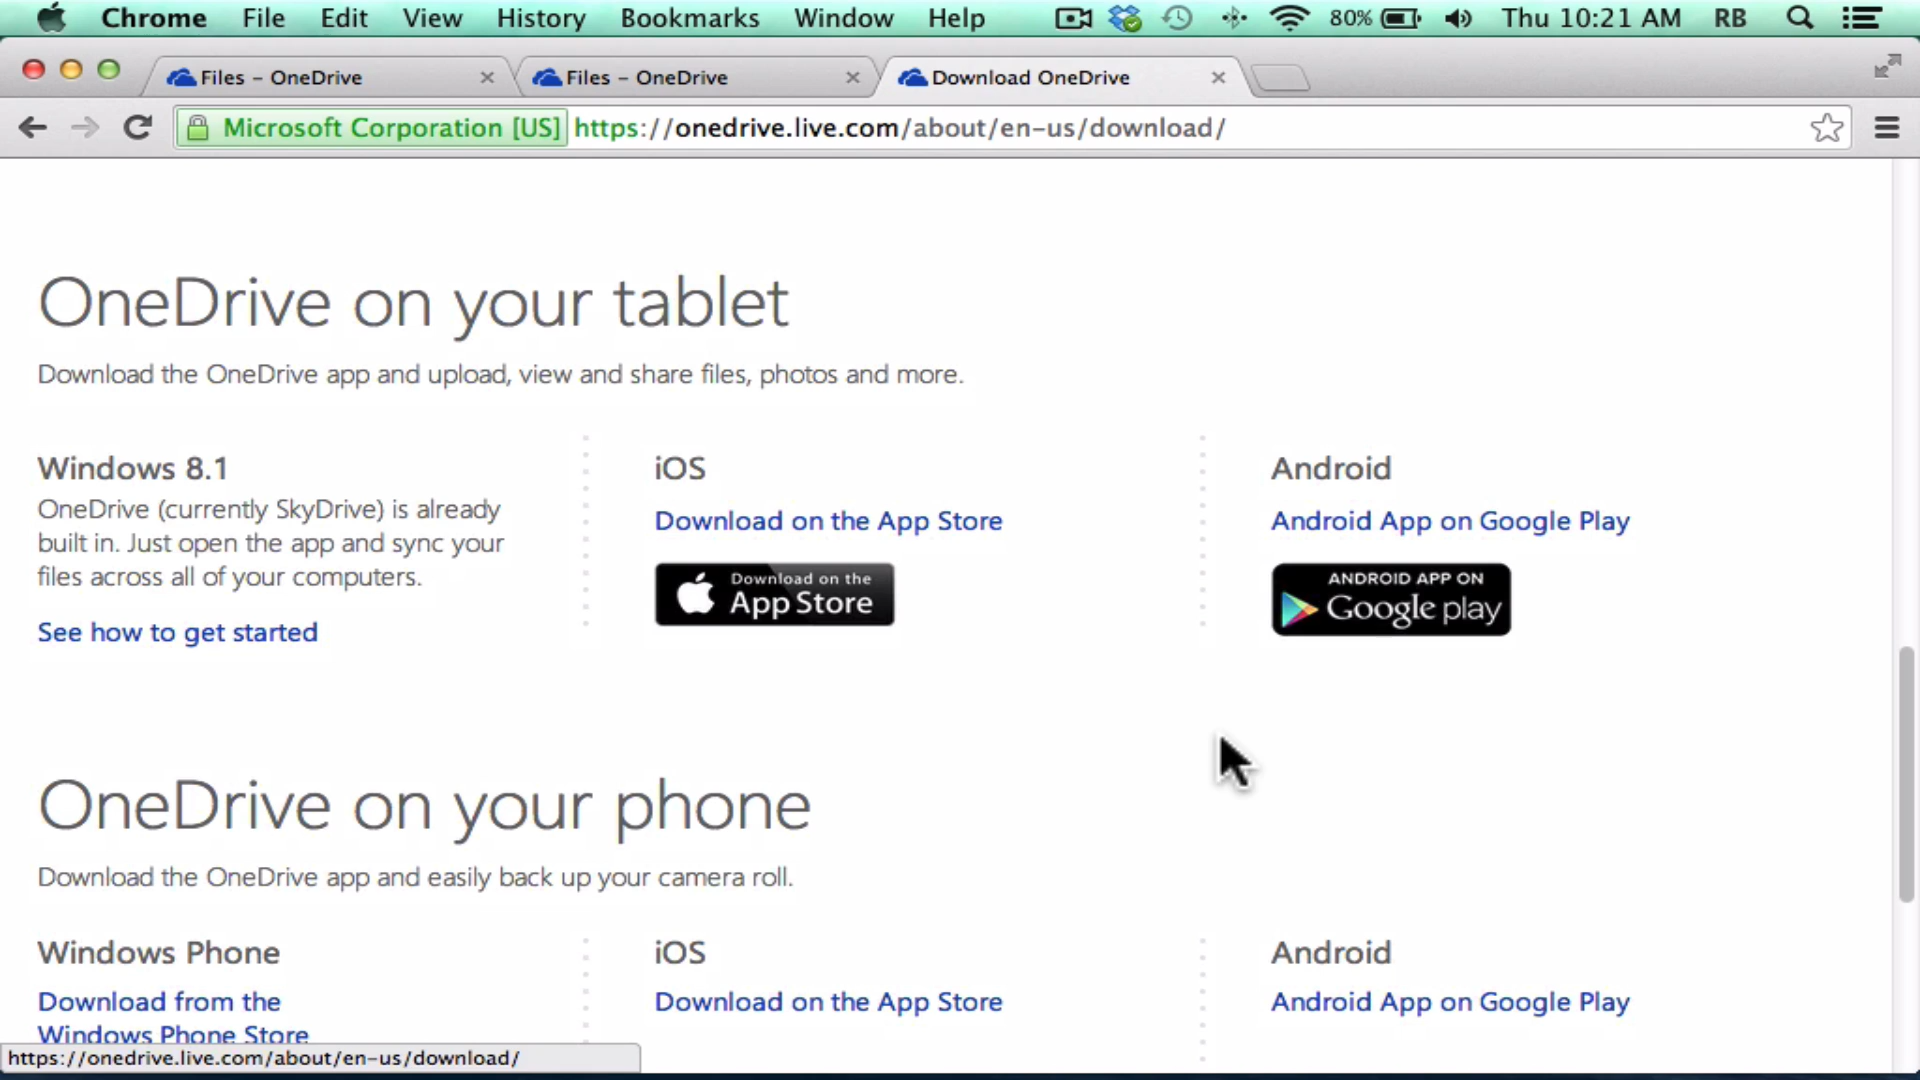 Chrome File Edit View History Bookmarks Window Help 80% Thu 10:21 AM RB
Files – OneDrive
Files – OneDrive
Download OneDrive
Microsoft Corporation [US] https://onedrive.live.com/about/en-us/download/
OneDrive on your tablet
Download the OneDrive app and upload, view and share files, photos and more.
Windows 8.1
OneDrive (currently SkyDrive) is already
built in. Just open the app and sync your
files across all of your computers.
See how to get started
iOS
Download on the App Store
Download on the
App Store
Android
Android App on Google Play
ANDROID APP ON
Google play
OneDrive on your phone
Download the OneDrive app and easily back up your camera roll.
Windows Phone
Download from the
Windows Phone Store
iOS
Download on the App Store
Android
Android App on Google Play
https://onedrive.live.com/about/en-us/download/